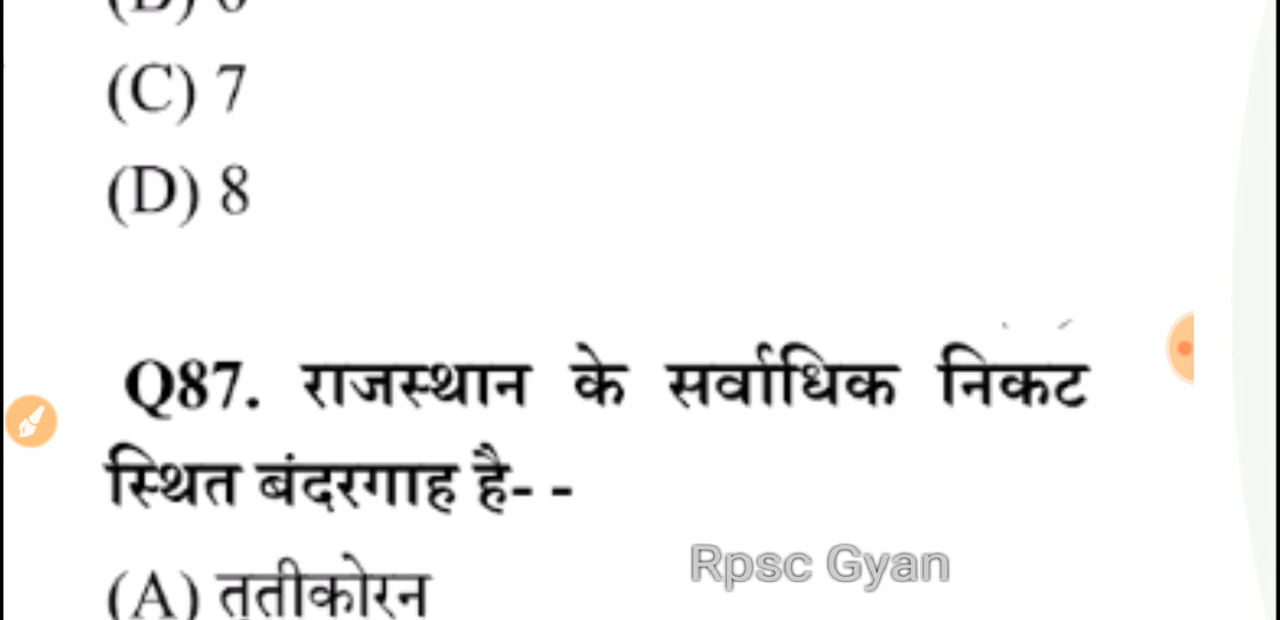 (C) 7
(D) 8
Q87. राजस्थान के सर्वाधिक निकट
स्थित बंदरगाह है- -
(A) तूतीकोरन
Rpsc Gyan